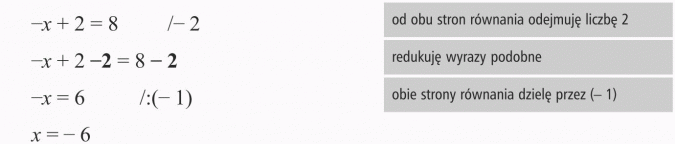 –x + 2 = 8 /– 2 od obu stron równania odejmuję liczbę 2
–x + 2 –2 = 8 – 2 redukuję wyrazy podobne
–x = 6 /:(– 1) obie strony równania dzielę przez (– 1)
x = – 6